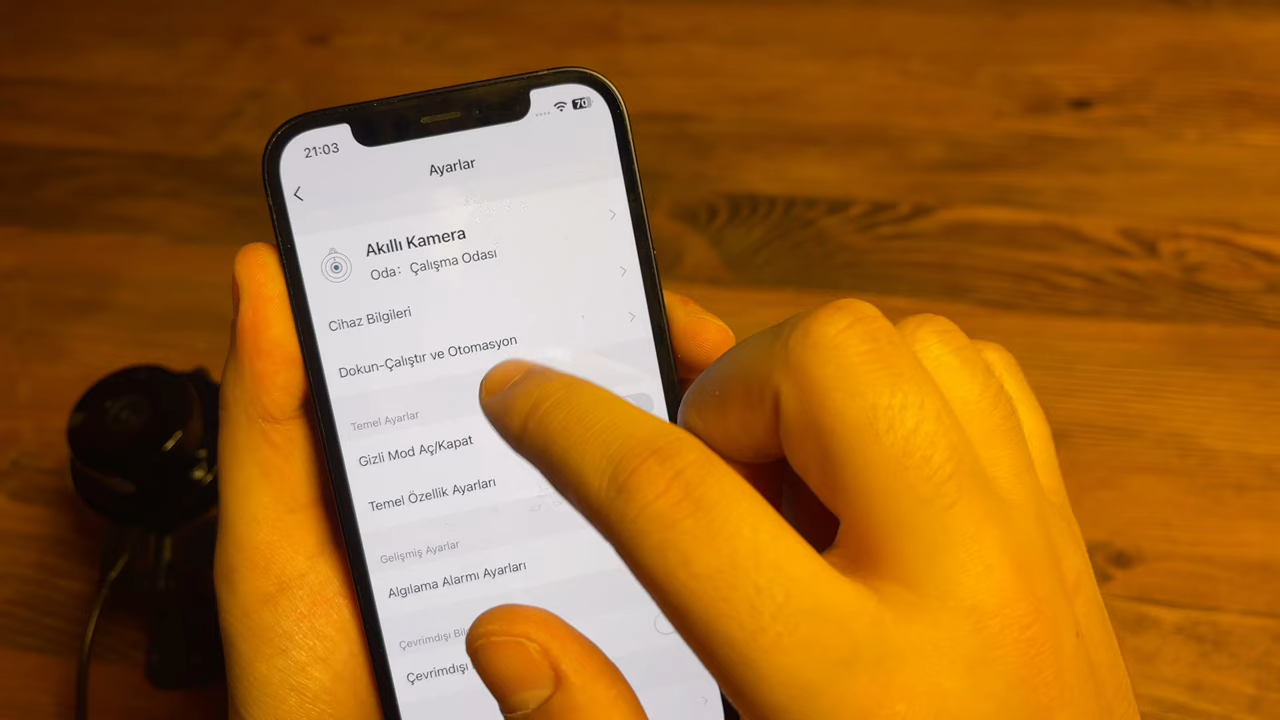 21:03
70
Ayarlar
Akıllı Kamera
Oda: Çalışma Odası
Cihaz Bilgileri
Dokun-Çalıştır ve Otomasyon
Temel Ayarlar
Gizli Mod Aç/Kapat
Temel Özellik Ayarları
Gelişmiş Ayarlar
Algılama Alarmı Ayarları
Çevrimdışı
Çevrimdışı